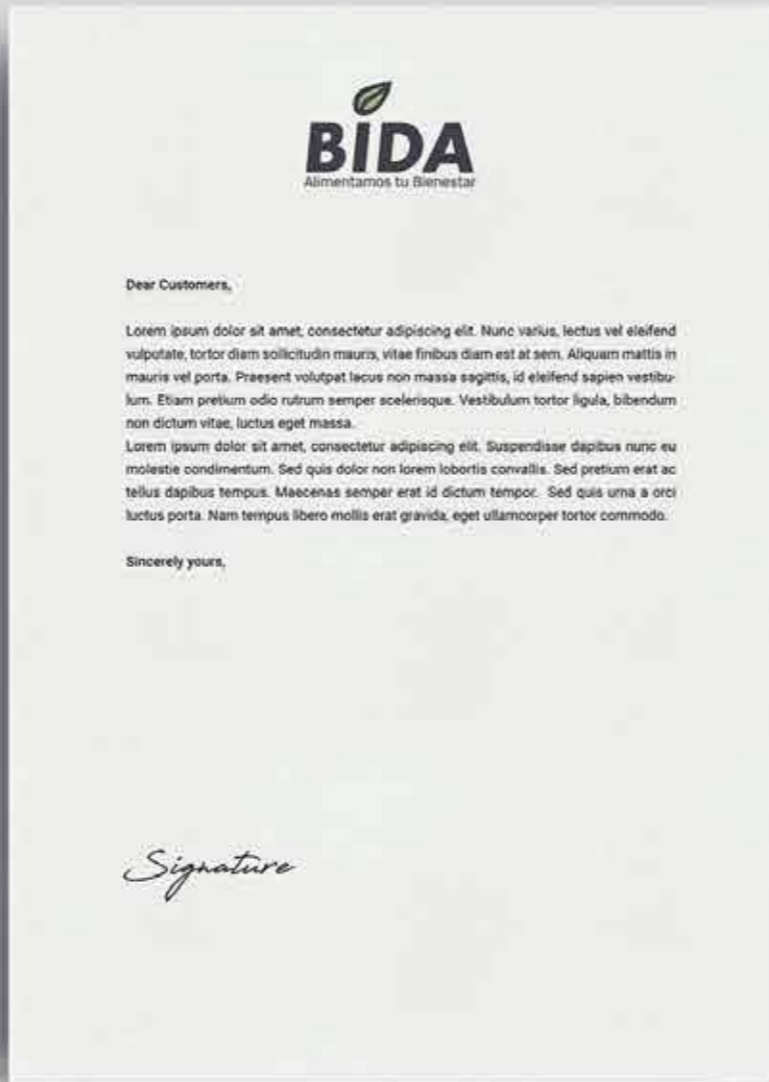 BIDA
Alimentamos tu Bienestar
Dear Customers,
Lorem ipsum dolor sit amet, consectetur adipiscing elit. Nunc varius, lectus vel eleifend
vulputate, tortor diam sollicitudin mauris, vitae finibus diam est at sem. Aliquam mattis in
mauris vel porta. Praesent volutpat lacus non massa sagittis, id eleifend sapien vestibu-
lum. Etiam pretium odio rutrum semper scelerisque. Vestibulum tortor ligula, bibendum
non dictum vitae, luctus eget massa.
Lorem ipsum dolor sit amet, consectetur adipiscing elit. Suspendisse dapibus nunc eu
molestie condimentum. Sed quis dolor non lorem lobortis convallis. Sed pretium erat ac
tellus dapibus tempus. Maecenas semper erat id dictum tempor. Sed quis urna a orci
luctus porta. Nam tempus libero mollis erat gravida, eget ullamcorper tortor commodo.
Sincerely yours,
Signature